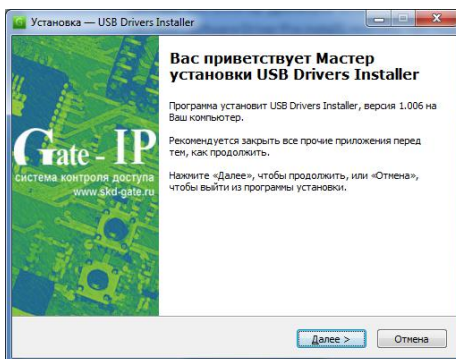 Установка — USB Drivers Installer
Вас приветствует Мастер
установки USB Drivers Installer
Программа установит USB Drivers Installer, версия 1.006 на
Ваш компьютер.
Рекомендуется закрыть все прочие приложения перед
тем, как продолжить.
Нажмите «Далее», чтобы продолжить, или «Отмена»,
чтобы выйти из программы установки.
Gate - IP
система контроля доступа
www.skd-gate.ru
Далее >
Отмена